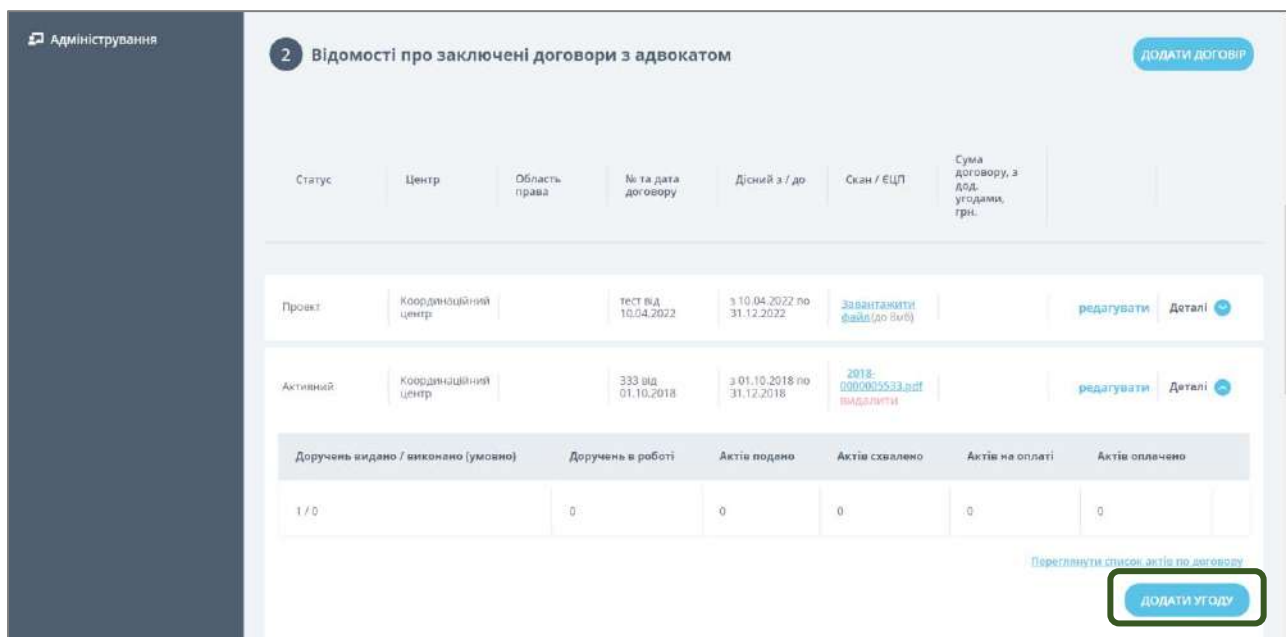 Адміністрування
2 Відомості про заключені договори з адвокатом
ДОДАТИ ДОГОВІР
Статус
Центр
Область
права
№ та дата
договору
Дісний з / до
Скан / ЄЦП
Сума
договору, з
дод.
угодами,
грн.
Проект
Координаційний
центр
тест від
10.04.2022
з 10.04.2022 по
31.12.2022
Завантажити
файл(до 8мб)
редагувати
Деталі
Активний
Координаційний
центр
333 від
01.10.2018
з 01.10.2018 по
31.12.2018
2018-
0000005533.pdf
видалити
редагувати
Деталі
Доручень видано / виконано (умовно)
Доручень в роботі
Актів подано
Актів схвалено
Актів на оплаті
Актів оплачено
1 / 0
0
0
0
0
0
Переглянути список актів по договору
ДОДАТИ УГОДУ